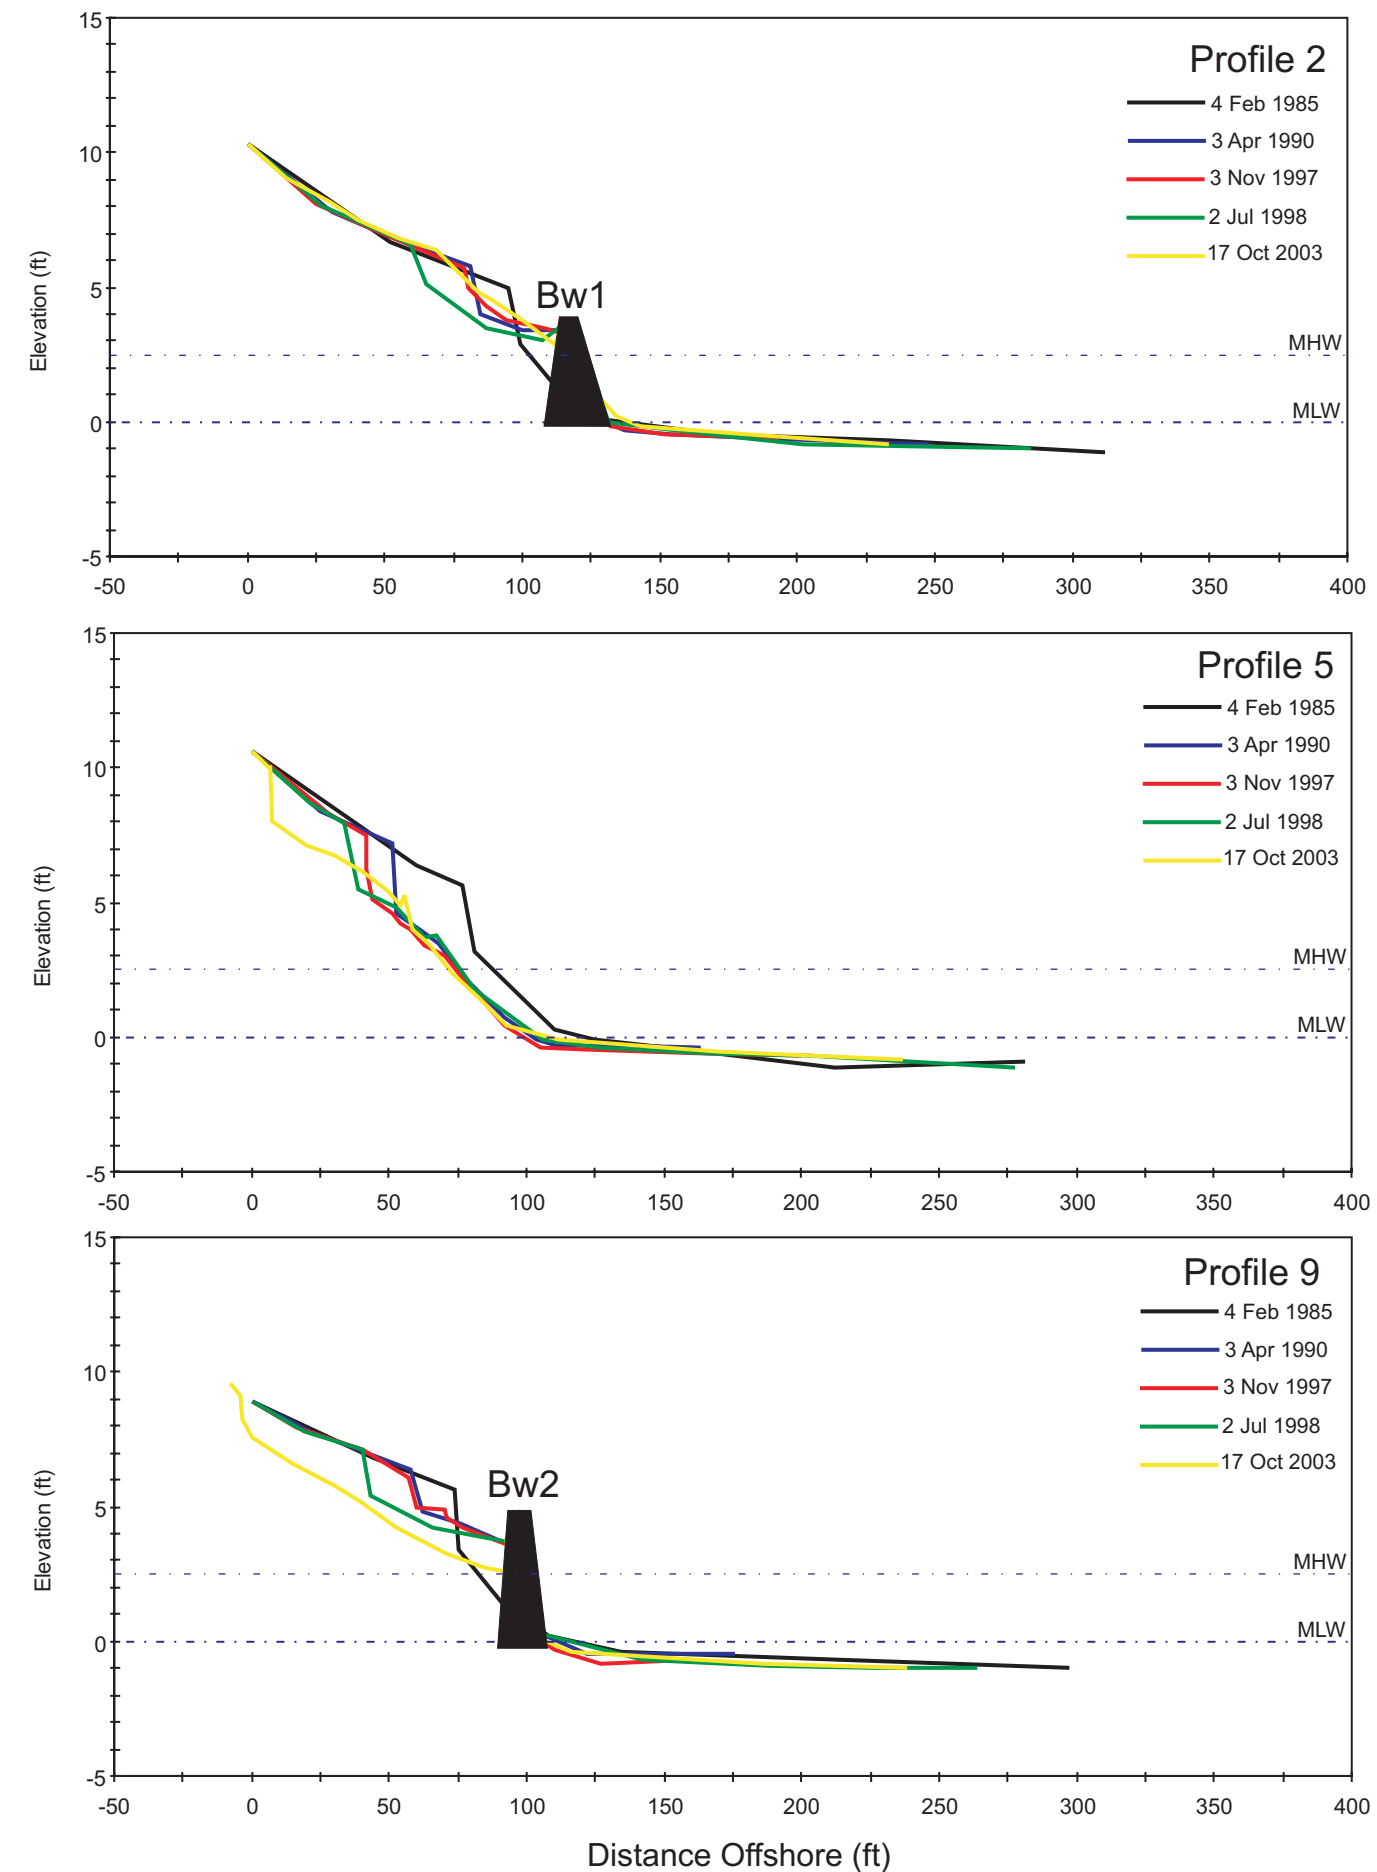 15
Profile 2
4 Feb 1985
3 Apr 1990
3 Nov 1997
2 Jul 1998
17 Oct 2003
10
Elevation (ft)
5
Bw1
MHW
MLW
0
-5
-50 0 50 100 150 200 250 300 350 400
15
Profile 5
4 Feb 1985
3 Apr 1990
3 Nov 1997
2 Jul 1998
17 Oct 2003
10
Elevation (ft)
5
MHW
MLW
0
-5
-50 0 50 100 150 200 250 300 350 400
15
Profile 9
4 Feb 1985
3 Apr 1990
3 Nov 1997
2 Jul 1998
17 Oct 2003
10
Elevation (ft)
5
Bw2
MHW
MLW
0
-5
-50 0 50 100 150 200 250 300 350 400
Distance Offshore (ft)